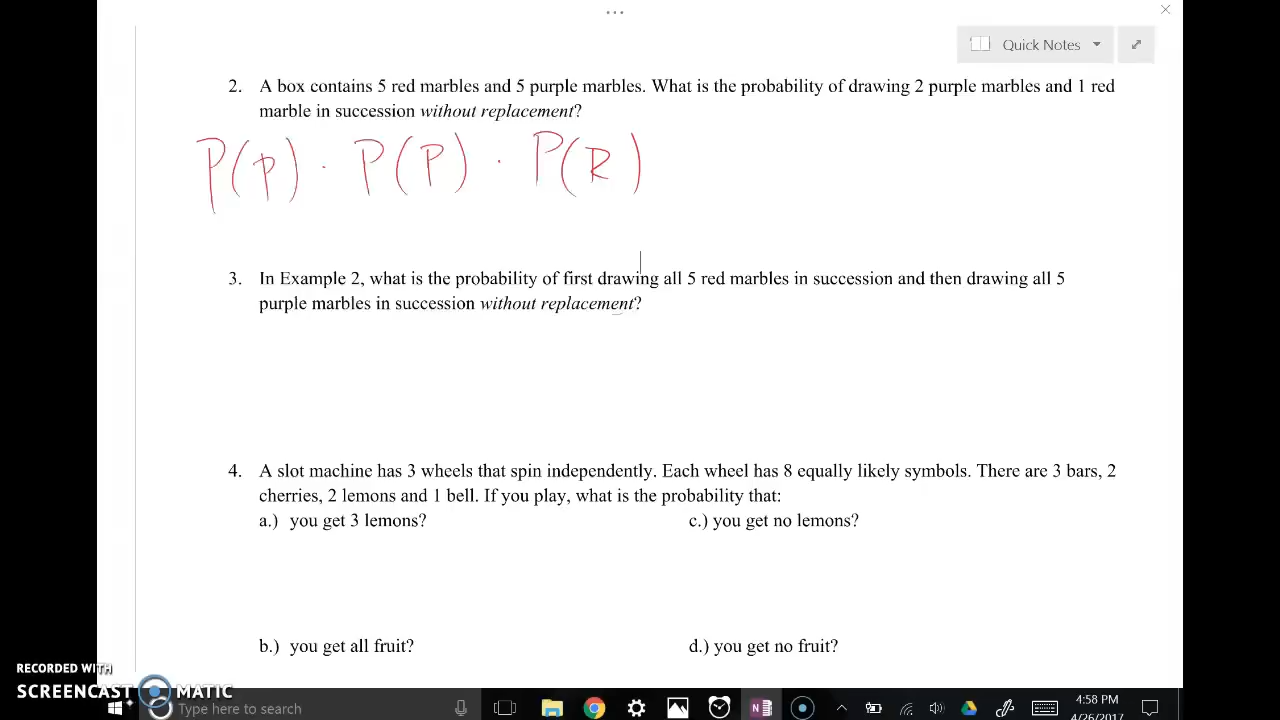 Quick Notes
2. A box contains 5 red marbles and 5 purple marbles. What is the probability of drawing 2 purple marbles and 1 red
marble in succession without replacement?
P(P) · P(P) · P(R)
3. In Example 2, what is the probability of first drawing all 5 red marbles in succession and then drawing all 5
purple marbles in succession without replacement?
4. A slot machine has 3 wheels that spin independently. Each wheel has 8 equally likely symbols. There are 3 bars, 2
cherries, 2 lemons and 1 bell. If you play, what is the probability that:
a.) you get 3 lemons? c.) you get no lemons?
b.) you get all fruit? d.) you get no fruit?
RECORDED WITH
SCREENCAST MATIC
Type here to search
4:58 PM
4/26/2017